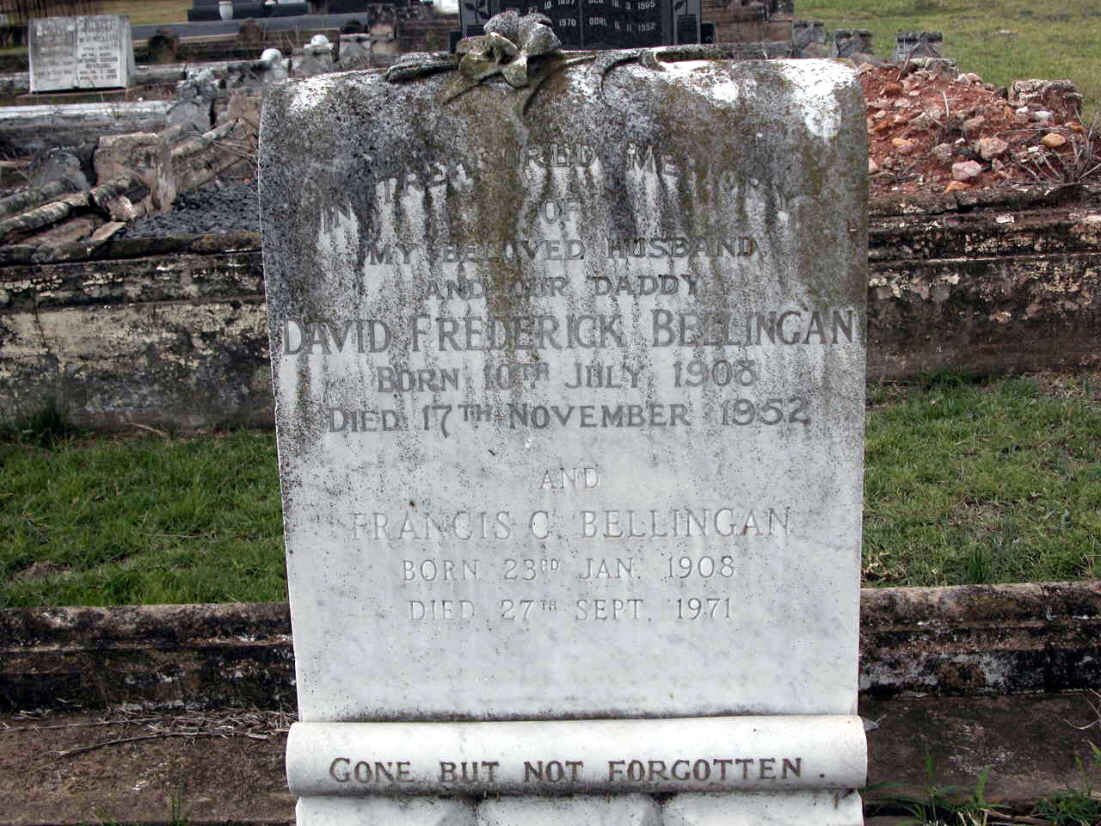 IN TREASURED MEMORY
OF
MY BELOVED HUSBAND,
AND OUR DADDY
DAVID FREDERICK BELLINGAN
BORN 10TH JULY 1908
DIED 17TH NOVEMBER 1952
AND
FRANCIS C. BELLINGAN
BORN 23RD JAN. 1908
DIED 27TH SEPT. 1971
GONE BUT NOT FORGOTTEN.